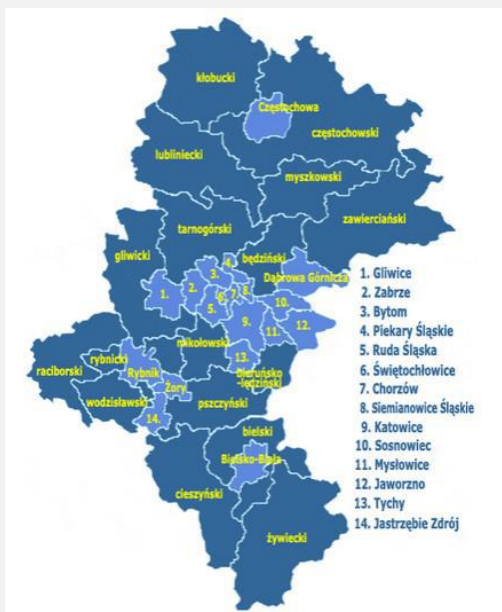 kłobucki
Częstochowa
częstochowski
lubliniecki
myszkowski
zawierciański
tarnogórski
gliwicki
będziński
Dąbrowa Górnicza
4.
3.
2.
1.
6.
7.
8.
5.
10.
9.
11.
12.
mikołowski
13.
bieruńsko
-lędziński
rybnicki
raciborski
Rybnik
Żory
wodzisławski
pszczyński
14.
bielski
Bielsko-Biała
cieszyński
żywiecki
1. Gliwice
2. Zabrze
3. Bytom
4. Piekary Śląskie
5. Ruda Śląska
6. Świętochłowice
7. Chorzów
8. Siemianowice Śląskie
9. Katowice
10. Sosnowiec
11. Mysłowice
12. Jaworzno
13. Tychy
14. Jastrzębie Zdrój